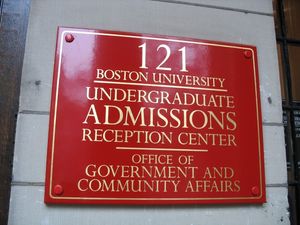 121
BOSTON UNIVERSITY
UNDERGRADUATE
ADMISSIONS
RECEPTION CENTER
OFFICE OF
GOVERNMENT AND
COMMUNITY AFFAIRS